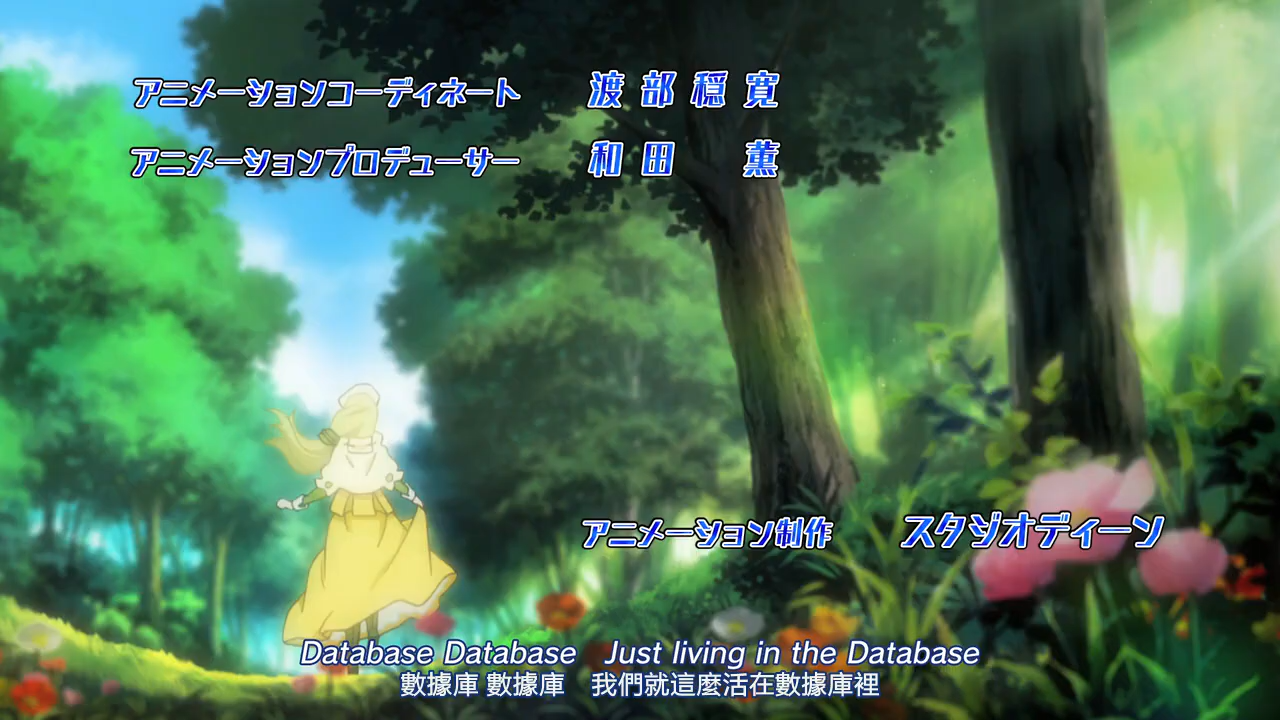 アニメーションコーディネート 渡部穏寛
アニメーションプロデューサー 和田 薫
アニメーション制作 スタジオディーン
Database Database Just living in the Database
數據庫 數據庫 我們就這麼活在數據庫裡